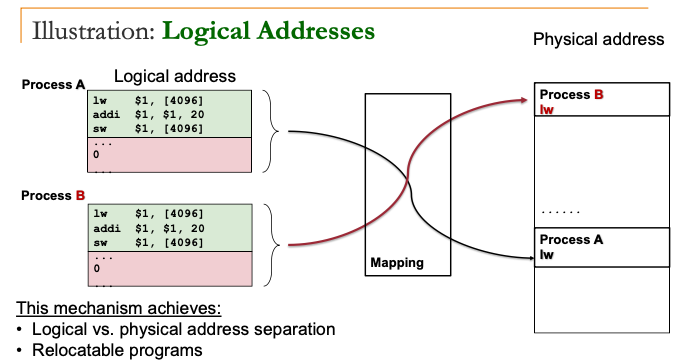 Illustration: Logical Addresses
Physical address
Logical address
Process A
lw $1, [4096]
addi $1, $1, 20
sw $1, [4096]
...
0
...
Process B
lw $1, [4096]
addi $1, $1, 20
sw $1, [4096]
...
0
...
Mapping
Process B
lw
......
Process A
lw
This mechanism achieves:
• Logical vs. physical address separation
• Relocatable programs